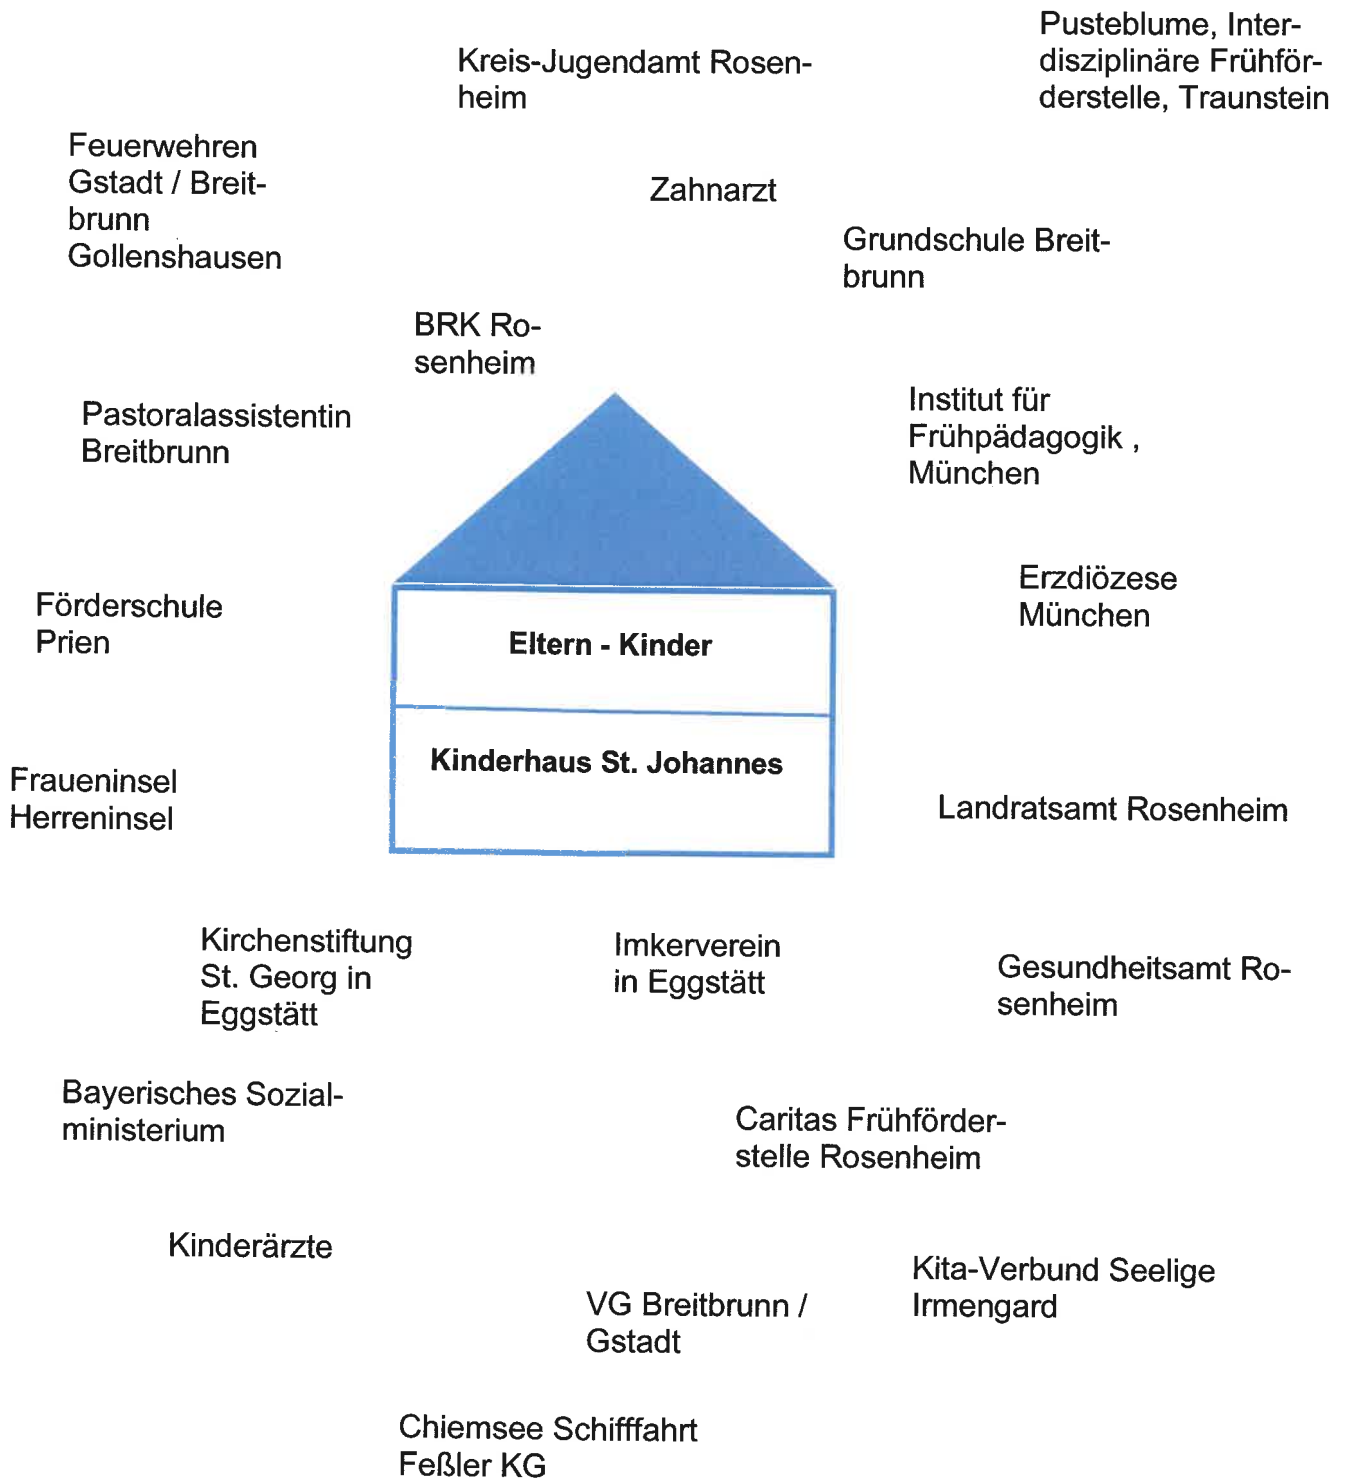 Pusteblume, Inter-
disziplinäre Frühför-
derstelle, Traunstein
Kreis-Jugendamt Rosen-
heim
Feuerwehren
Gstadt / Breit-
brunn
Gollenshausen
Zahnarzt
Grundschule Breit-
brunn
BRK Ro-
senheim
Pastoralassistentin
Breitbrunn
Institut für
Frühpädagogik ,
München
Erzdiözese
München
Förderschule
Prien
Eltern - Kinder
Kinderhaus St. Johannes
Fraueninsel
Herreninsel
Landratsamt Rosenheim
Kirchenstiftung
St. Georg in
Eggstätt
Imkerverein
in Eggstätt
Gesundheitsamt Ro-
senheim
Bayerisches Sozial-
ministerium
Caritas Frühförder-
stelle Rosenheim
Kinderärzte
Kita-Verbund Seelige
Irmengard
VG Breitbrunn /
Gstadt
Chiemsee Schifffahrt
Feßler KG